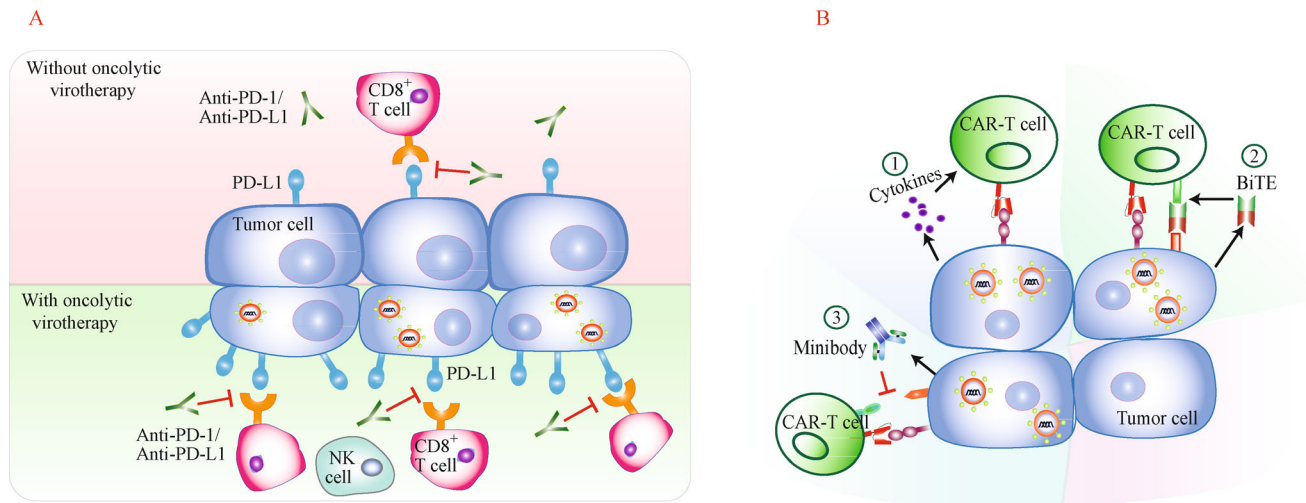 A
Without oncolytic
virotherapy
Anti-PD-1/
Anti-PD-L1
CD8⁺
T cell
PD-L1
Tumor cell
With oncolytic
virotherapy
PD-L1
Anti-PD-1/
Anti-PD-L1
NK
cell
CD8⁺
T cell
B
CAR-T cell
1
Cytokines
CAR-T cell
2
BiTE
3
Minibody
CAR-T cell
Tumor cell